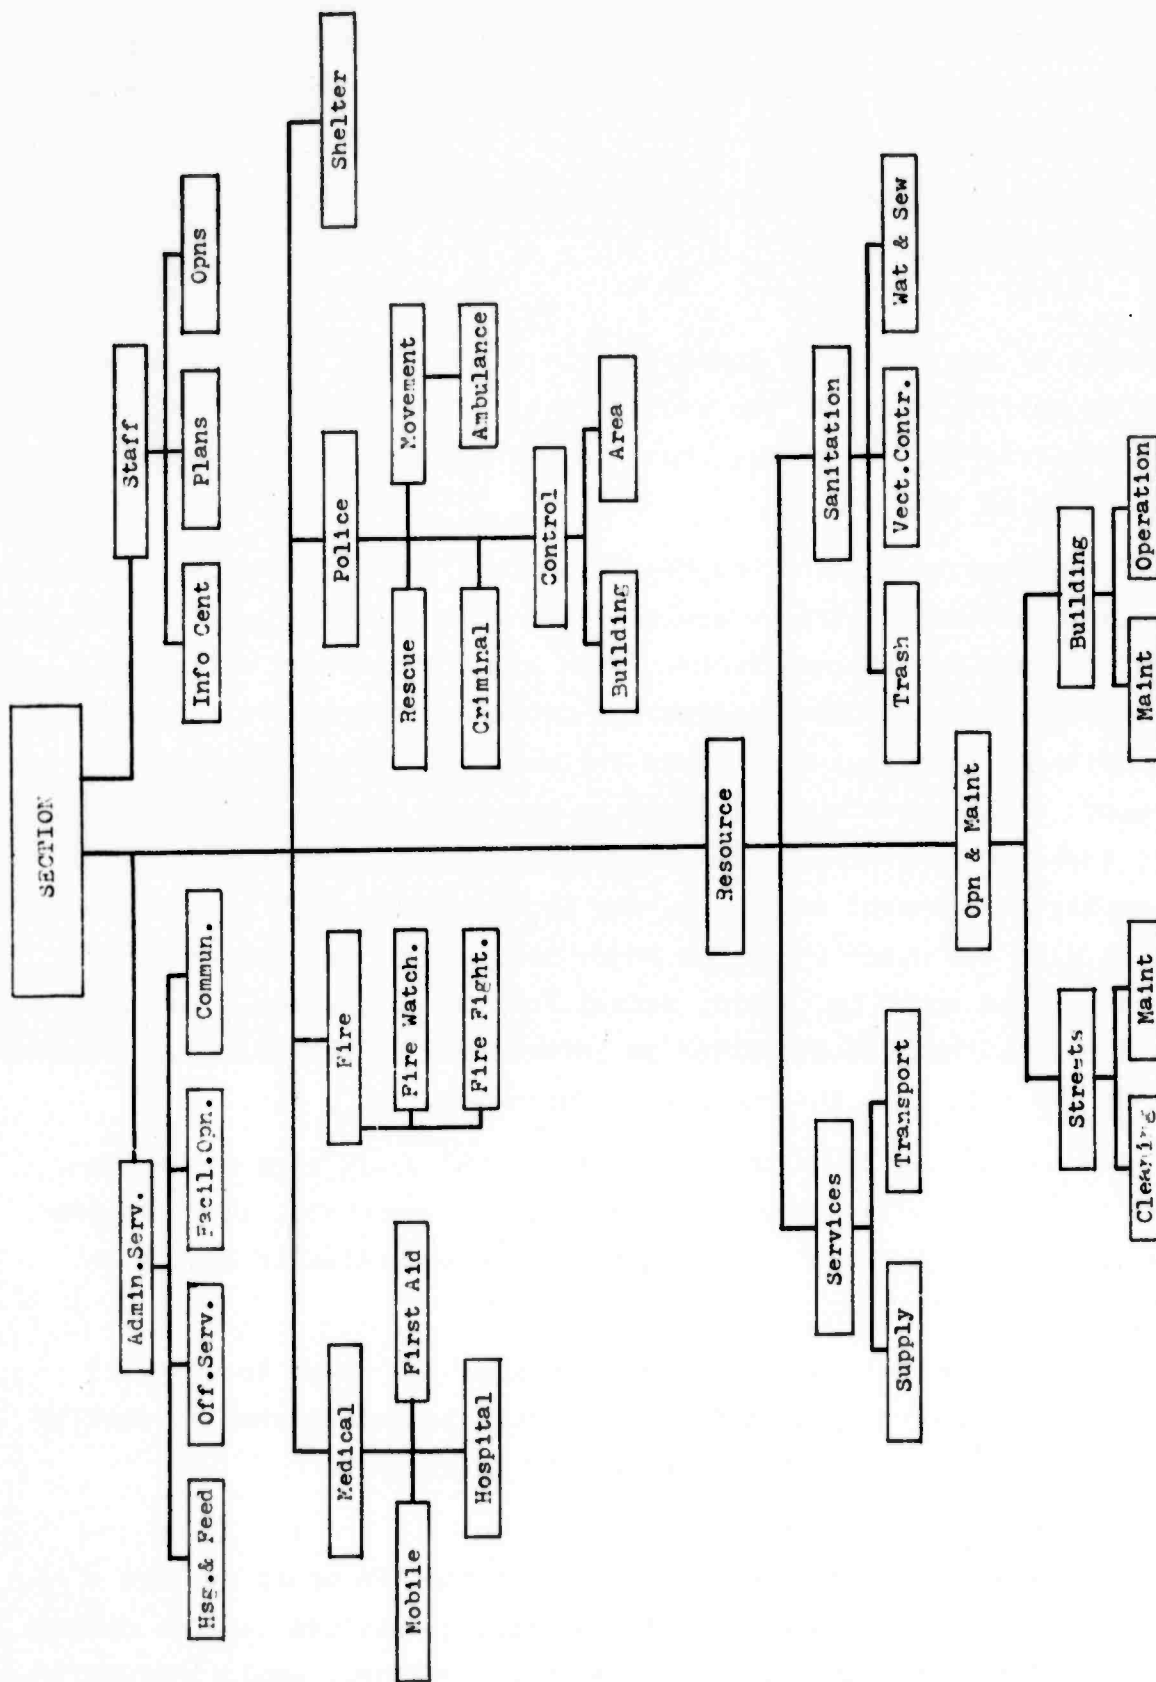 SECTION
Admin.Serv.
Staff
Hsg.& Feed
Off.Serv.
Facil.Opn.
Commun.
Info Cent
Plans
Opns
Medical
Fire
Police
Shelter
Mobile
First Aid
Hospital
Fire Watch.
Fire Fight.
Rescue
Movement
Criminal
Ambulance
Control
Building
Area
Resource
Services
Sanitation
Supply
Transport
Trash
Vect.Contr.
Wat & Sew
Opn & Maint
Streets
Building
Cleaning
Maint
Maint
Operation